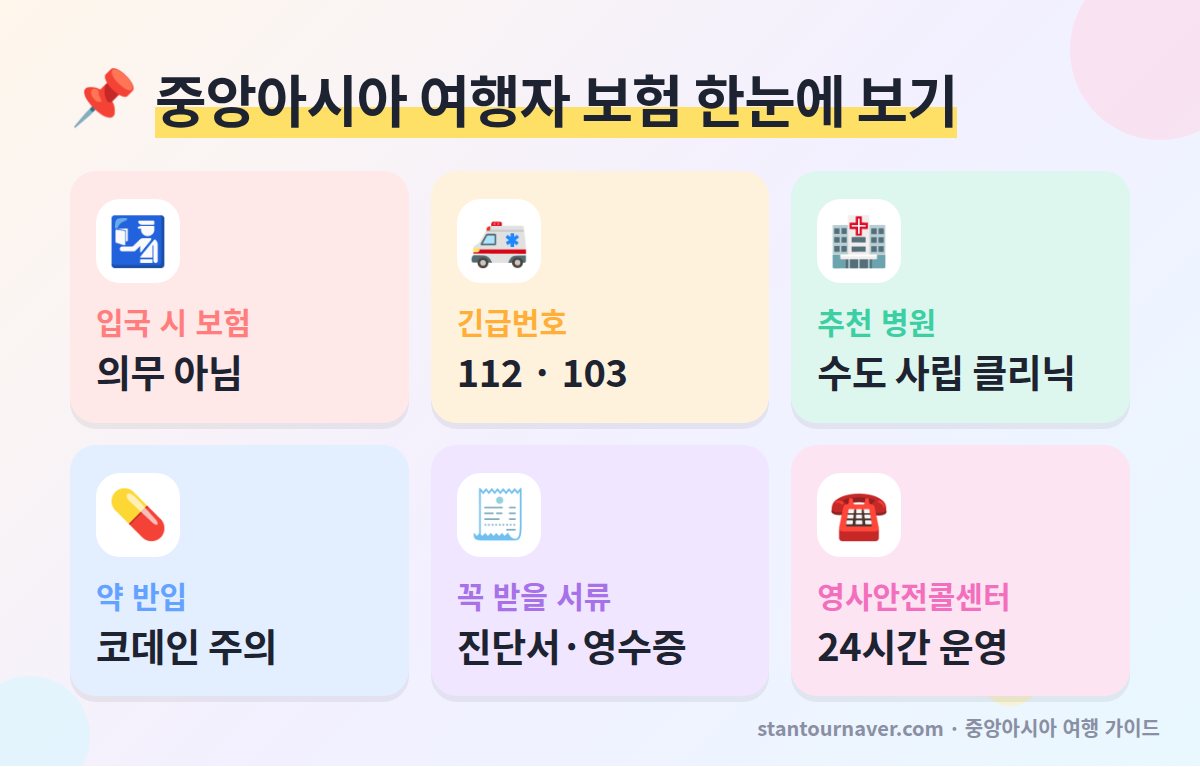 중앙아시아 여행자 보험 한눈에 보기
입국 시 보험
의무 아님
긴급번호
112 · 103
추천 병원
수도 사립 클리닉
약 반입
코데인 주의
꼭 받을 서류
진단서·영수증
영사안전콜센터
24시간 운영
stantournaver.com · 중앙아시아 여행 가이드